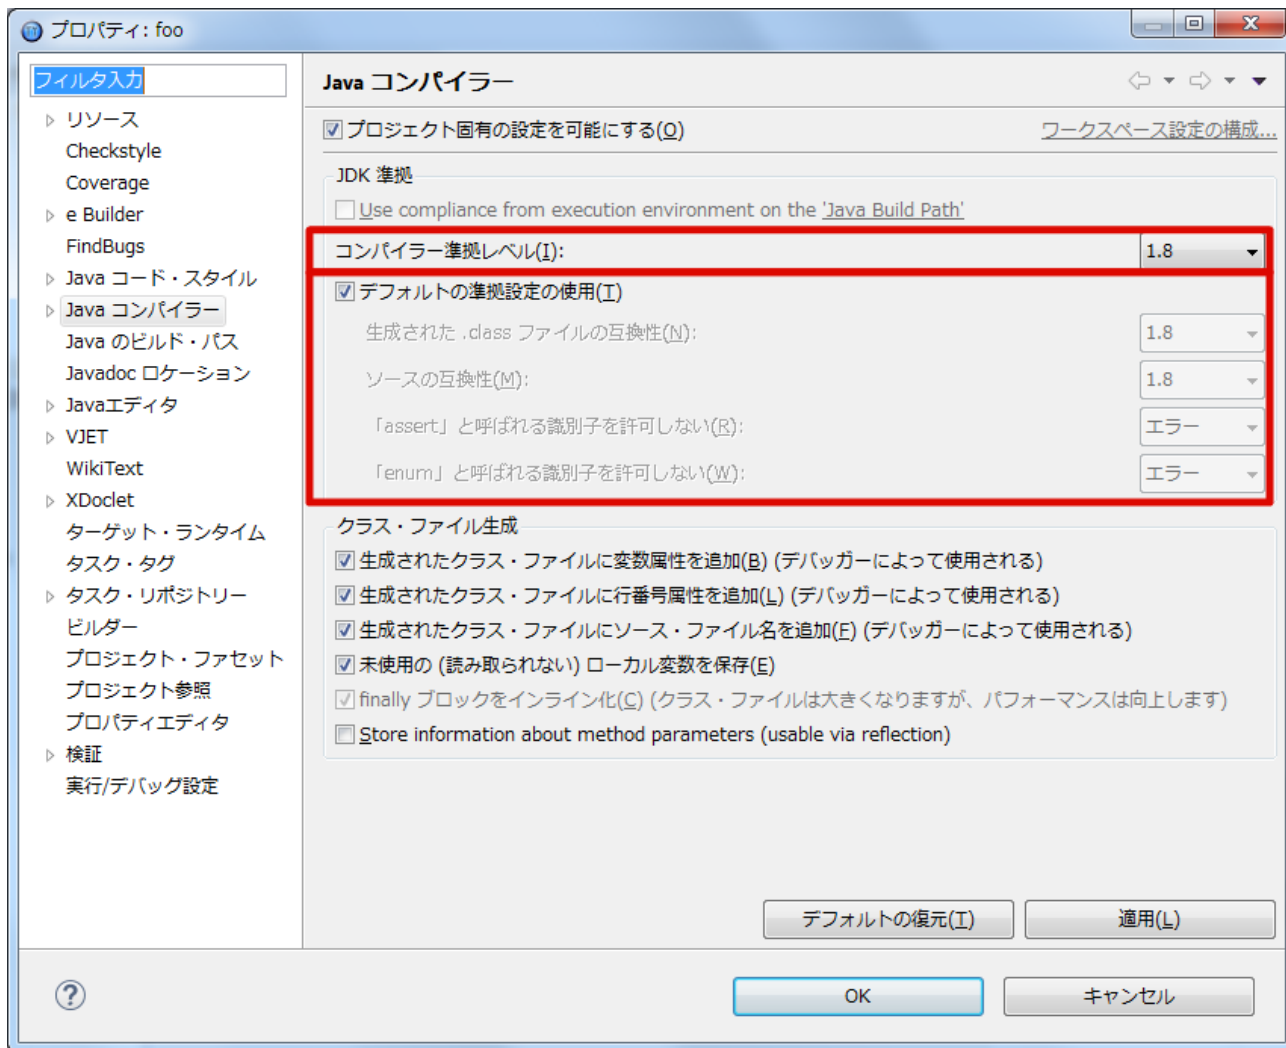 プロパティ: foo
フィルタ入力
リソース
Checkstyle
Coverage
e Builder
FindBugs
Java コード・スタイル
Java コンパイラー
Java のビルド・パス
Javadoc ロケーション
Javaエディタ
VJET
WikiText
XDoclet
ターゲット・ランタイム
タスク・タグ
タスク・リポジトリー
ビルダー
プロジェクト・ファセット
プロジェクト参照
プロパティエディタ
検証
実行/デバッグ設定
Java コンパイラー
プロジェクト固有の設定を可能にする(O) ワークスペース設定の構成...
JDK 準拠
Use compliance from execution environment on the 'Java Build Path'
コンパイラー準拠レベル(I): 1.8
デフォルトの準拠設定の使用(T)
生成された .class ファイルの互換性(N): 1.8
ソースの互換性(M): 1.8
「assert」と呼ばれる識別子を許可しない(R): エラー
「enum」と呼ばれる識別子を許可しない(W): エラー
クラス・ファイル生成
生成されたクラス・ファイルに変数属性を追加(B) (デバッガーによって使用される)
生成されたクラス・ファイルに行番号属性を追加(L) (デバッガーによって使用される)
生成されたクラス・ファイルにソース・ファイル名を追加(F) (デバッガーによって使用される)
未使用の (読み取られない) ローカル変数を保存(E)
finally ブロックをインライン化(C) (クラス・ファイルは大きくなりますが、パフォーマンスは向上します)
Store information about method parameters (usable via reflection)
デフォルトの復元(T) 適用(L)
OK キャンセル